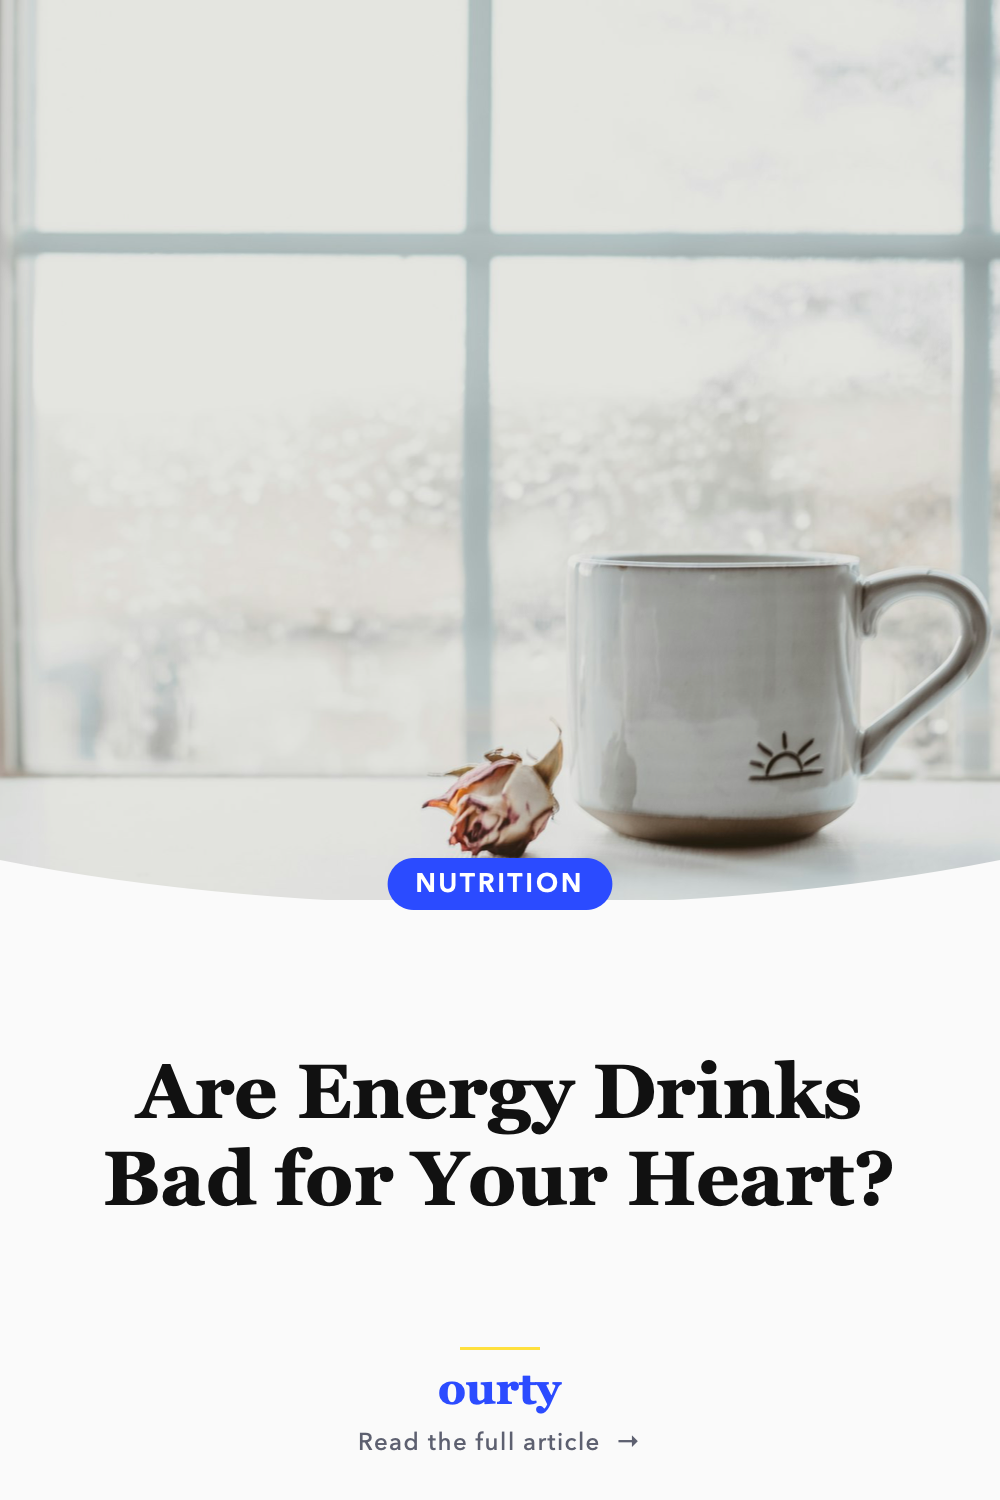 NUTRITION
Are Energy Drinks
Bad for Your Heart?
ourty
Read the full article →